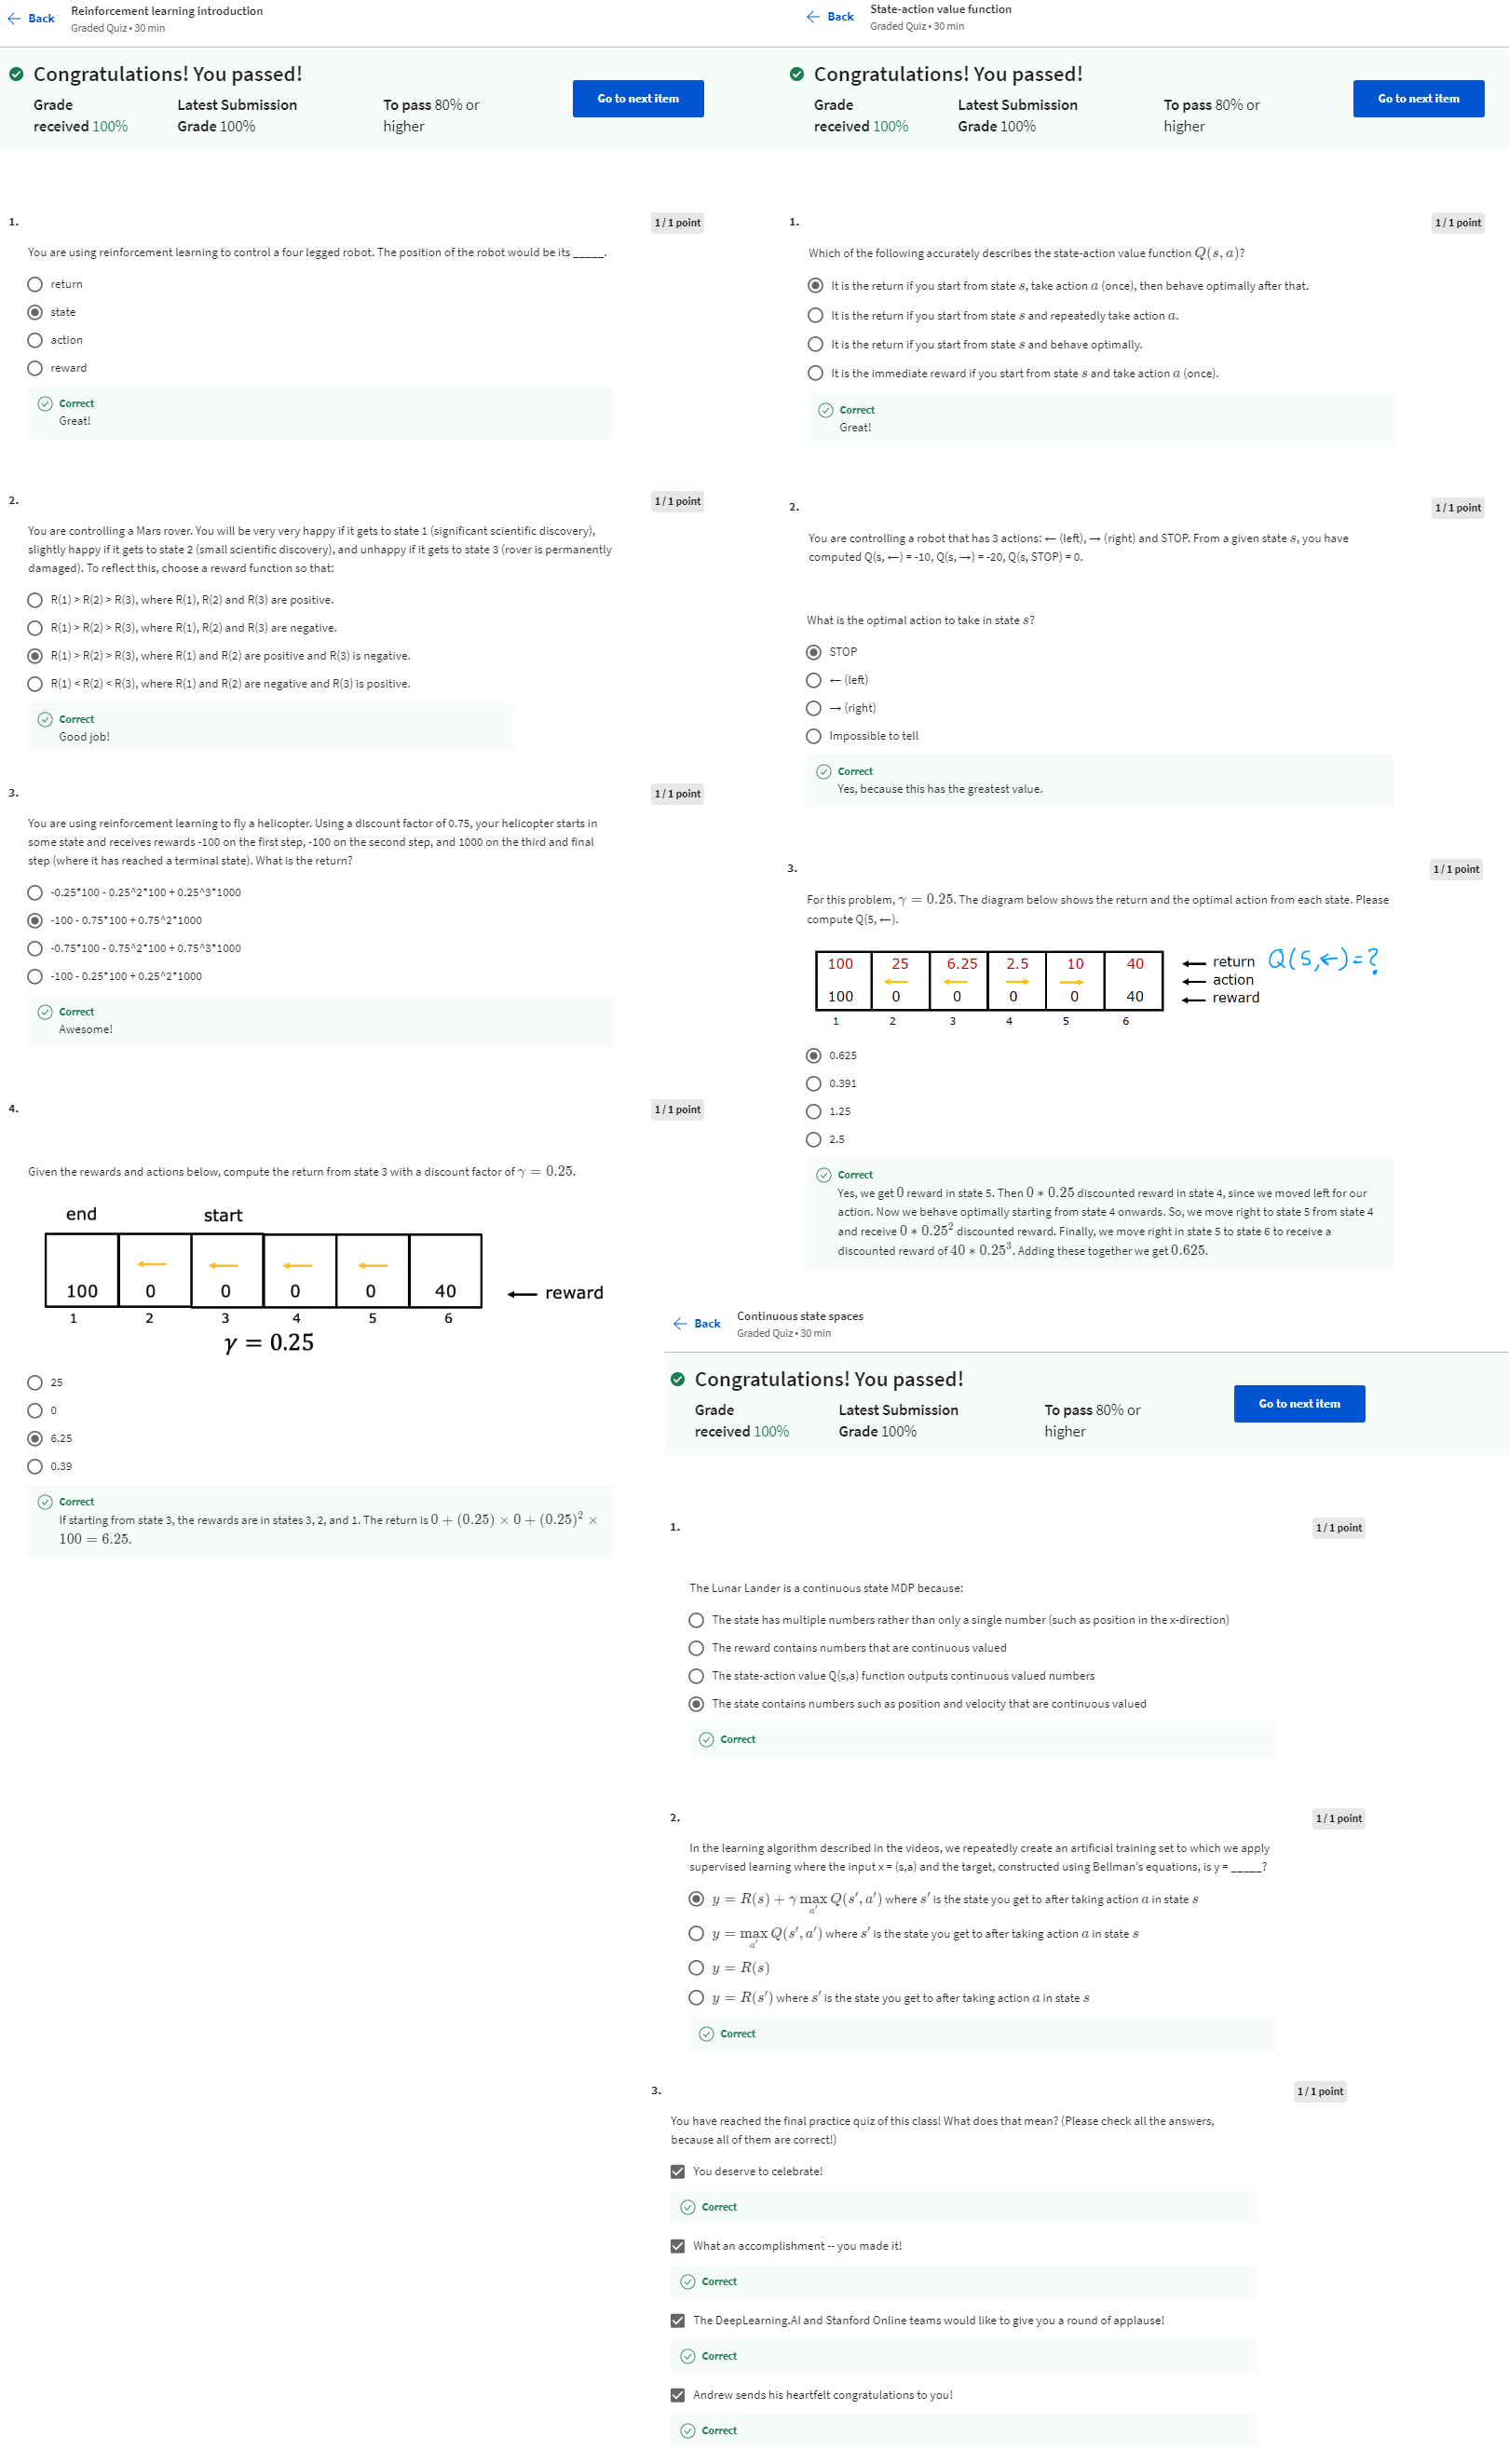 Back
Reinforcement learning introduction
Graded Quiz • 30 min
Congratulations! You passed!
Grade
received 100%
Latest Submission
Grade 100%
To pass 80% or
higher
Go to next item
1.
1 / 1 point
You are using reinforcement learning to control a four legged robot. The position of the robot would be its _____.
return
state
action
reward
Correct
Great!
2.
1 / 1 point
You are controlling a Mars rover. You will be very very happy if it gets to state 1 (significant scientific discovery),
slightly happy if it gets to state 2 (small scientific discovery), and unhappy if it gets to state 3 (rover is permanently
damaged). To reflect this, choose a reward function so that:
R(1) > R(2) > R(3), where R(1), R(2) and R(3) are positive.
R(1) > R(2) > R(3), where R(1), R(2) and R(3) are negative.
R(1) > R(2) > R(3), where R(1) and R(2) are positive and R(3) is negative.
R(1) < R(2) < R(3), where R(1) and R(2) are negative and R(3) is positive.
Correct
Good job!
3.
1 / 1 point
You are using reinforcement learning to fly a helicopter. Using a discount factor of 0.75, your helicopter starts in
some state and receives rewards -100 on the first step, -100 on the second step, and 1000 on the third and final
step (where it has reached a terminal state). What is the return?
-0.25*100 - 0.25^2*100 + 0.25^3*1000
-100 - 0.75*100 + 0.75^2*1000
-0.75*100 - 0.75^2*100 + 0.75^3*1000
-100 - 0.25*100 + 0.25^2*1000
Correct
Awesome!
4.
1 / 1 point
Given the rewards and actions below, compute the return from state 3 with a discount factor of γ = 0.25.
end start
← ← ← ←
100 0 0 0 0 40 ← reward
1 2 3 4 5 6
γ = 0.25
25
0
6.25
0.39
Correct
If starting from state 3, the rewards are in states 3, 2, and 1. The return is 0 + (0.25) × 0 + (0.25)² ×
100 = 6.25.
Back
State-action value function
Graded Quiz • 30 min
Congratulations! You passed!
Grade
received 100%
Latest Submission
Grade 100%
To pass 80% or
higher
Go to next item
1.
1 / 1 point
Which of the following accurately describes the state-action value function Q(s, a)?
It is the return if you start from state s, take action a (once), then behave optimally after that.
It is the return if you start from state s and repeatedly take action a.
It is the return if you start from state s and behave optimally.
It is the immediate reward if you start from state s and take action a (once).
Correct
Great!
2.
1 / 1 point
You are controlling a robot that has 3 actions: ← (left), → (right) and STOP. From a given state s, you have
computed Q(s, ←) = -10, Q(s, →) = -20, Q(s, STOP) = 0.
What is the optimal action to take in state s?
STOP
← (left)
→ (right)
Impossible to tell
Correct
Yes, because this has the greatest value.
3.
1 / 1 point
For this problem, γ = 0.25. The diagram below shows the return and the optimal action from each state. Please
compute Q(5, ←).
100 25 6.25 2.5 10 40 ← return Q(5,←)=?
← ← → → ← action
100 0 0 0 0 40 ← reward
1 2 3 4 5 6
0.625
0.391
1.25
2.5
Correct
Yes, we get 0 reward in state 5. Then 0 * 0.25 discounted reward in state 4, since we moved left for our
action. Now we behave optimally starting from state 4 onwards. So, we move right to state 5 from state 4
and receive 0 * 0.25² discounted reward. Finally, we move right in state 5 to state 6 to receive a
discounted reward of 40 * 0.25³. Adding these together we get 0.625.
Back
Continuous state spaces
Graded Quiz • 30 min
Congratulations! You passed!
Grade
received 100%
Latest Submission
Grade 100%
To pass 80% or
higher
Go to next item
1.
1 / 1 point
The Lunar Lander is a continuous state MDP because:
The state has multiple numbers rather than only a single number (such as position in the x-direction)
The reward contains numbers that are continuous valued
The state-action value Q(s,a) function outputs continuous valued numbers
The state contains numbers such as position and velocity that are continuous valued
Correct
2.
1 / 1 point
In the learning algorithm described in the videos, we repeatedly create an artificial training set to which we apply
supervised learning where the input x = (s,a) and the target, constructed using Bellman's equations, is y = _____?
y = R(s) + γ max a' Q(s', a') where s' is the state you get to after taking action a in state s
y = max a' Q(s', a') where s' is the state you get to after taking action a in state s
y = R(s)
y = R(s') where s' is the state you get to after taking action a in state s
Correct
3.
1 / 1 point
You have reached the final practice quiz of this class! What does that mean? (Please check all the answers,
because all of them are correct!)
You deserve to celebrate!
Correct
What an accomplishment -- you made it!
Correct
The DeepLearning.AI and Stanford Online teams would like to give you a round of applause!
Correct
Andrew sends his heartfelt congratulations to you!
Correct